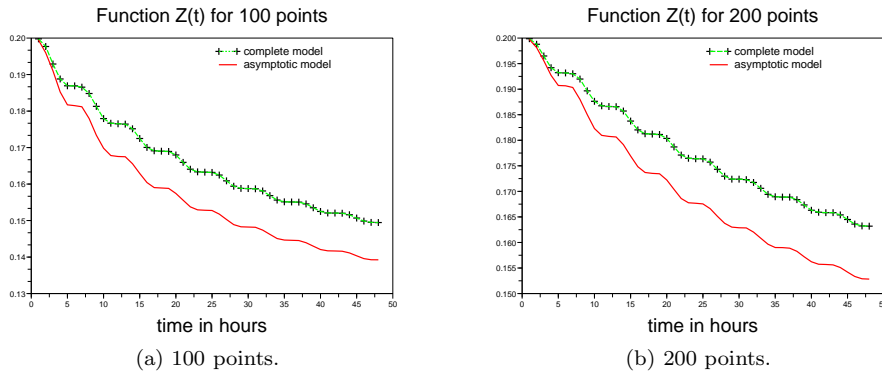 Function Z(t) for 100 points
0.20
0.19
0.18
0.17
0.16
0.15
0.14
0.13
0 5 10 15 20 25 30 35 40 45 50
complete model
asymptotic model
time in hours
(a) 100 points.
Function Z(t) for 200 points
0.200
0.195
0.190
0.185
0.180
0.175
0.170
0.165
0.160
0.155
0.150
0 5 10 15 20 25 30 35 40 45
complete model
asymptotic model
time in hours
(b) 200 points.